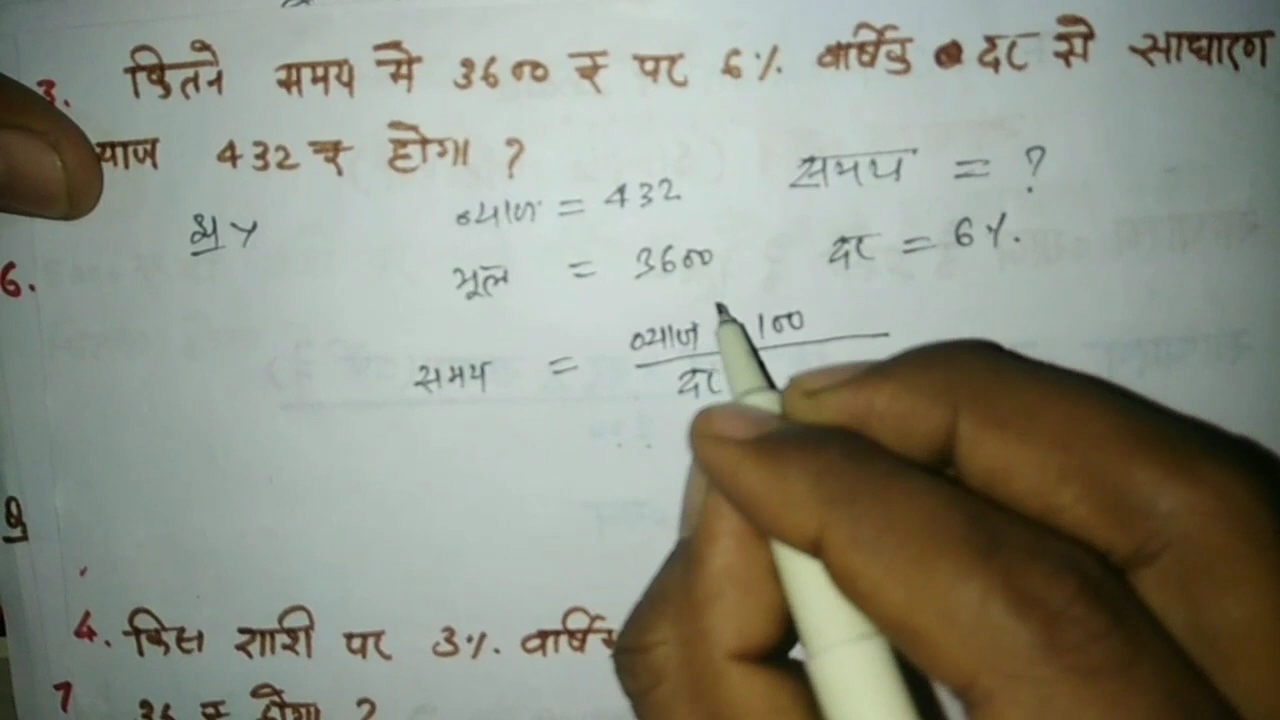 3. कितने समय में 3600 ₹ पर 6% वार्षिक दर से साधारण
याज 432 ₹ होगा ?
ब्याज = 432 समय = ?
मूल = 3600 दर = 6%.
6.
समय = ब्याज 100
दर
4. किस राशि पर 3%. वार्षि
7
36 ₹ होगा ?